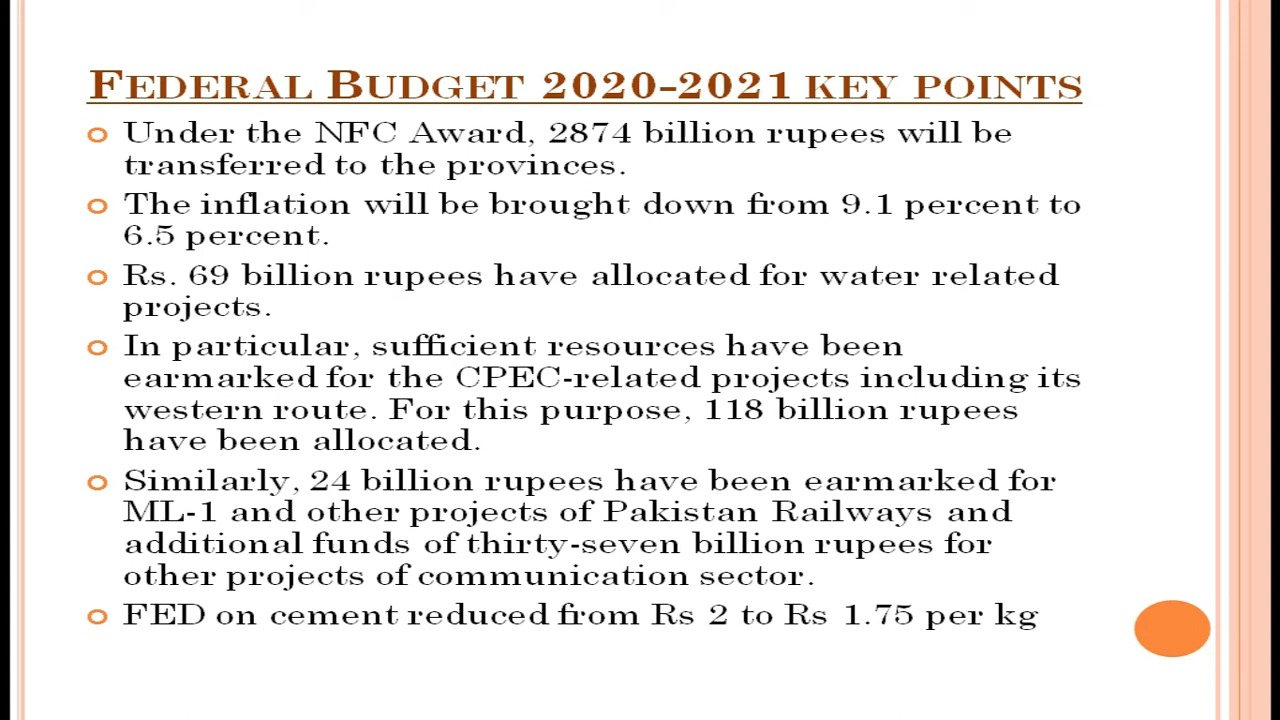 FEDERAL BUDGET 2020-2021 KEY POINTS
Under the NFC Award, 2874 billion rupees will be
transferred to the provinces.
The inflation will be brought down from 9.1 percent to
6.5 percent.
Rs. 69 billion rupees have allocated for water related
projects.
In particular, sufficient resources have been
earmarked for the CPEC-related projects including its
western route. For this purpose, 118 billion rupees
have been allocated.
Similarly, 24 billion rupees have been earmarked for
ML-1 and other projects of Pakistan Railways and
additional funds of thirty-seven billion rupees for
other projects of communication sector.
FED on cement reduced from Rs 2 to Rs 1.75 per kg